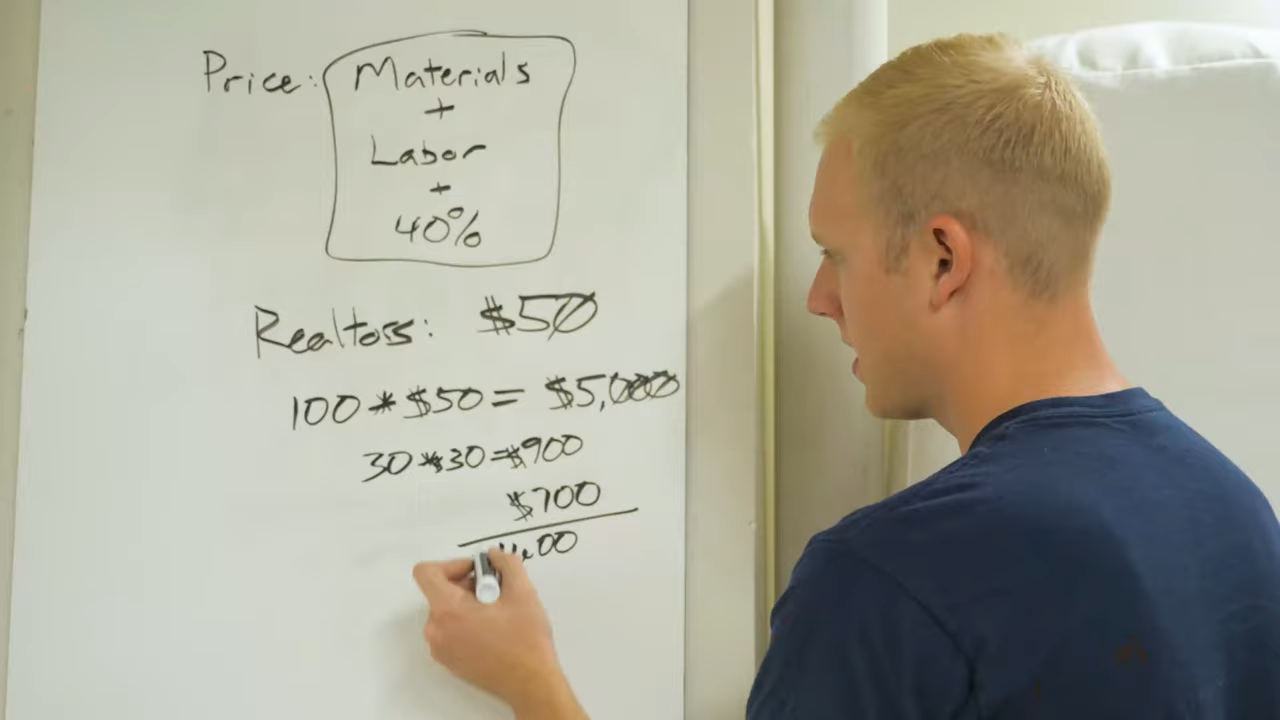 Price: Materials
+
Labor
+
40%
Realtors: $50
100 * $50 = $5,000
30 * $30 = $900
$700